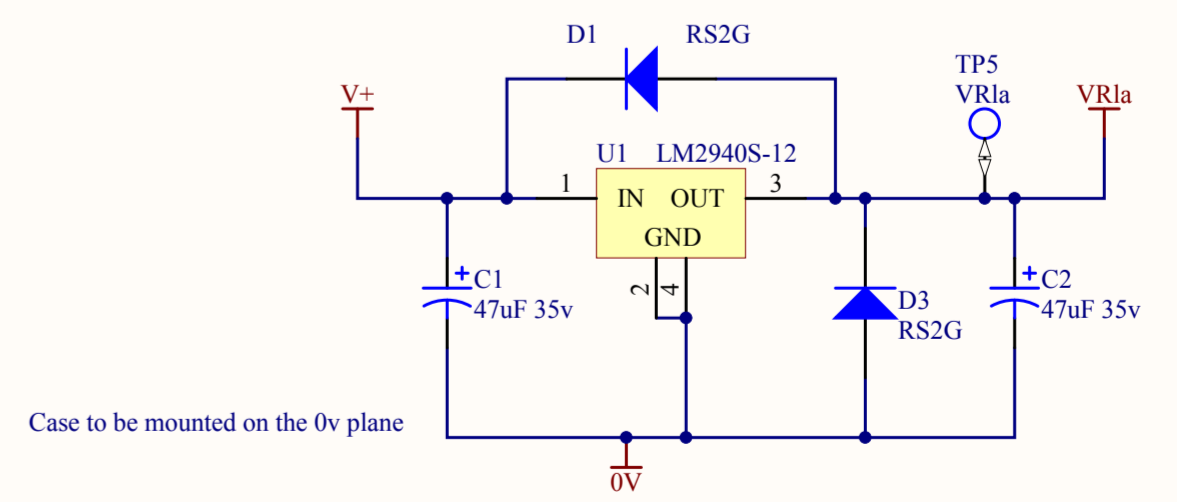 D1 RS2G
TP5
V+ VRla VRla
U1 LM2940S-12
1 3
IN OUT
GND
2 4
+ C1
47uF 35v
+ C2
47uF 35v
D3
RS2G
Case to be mounted on the 0v plane
0V